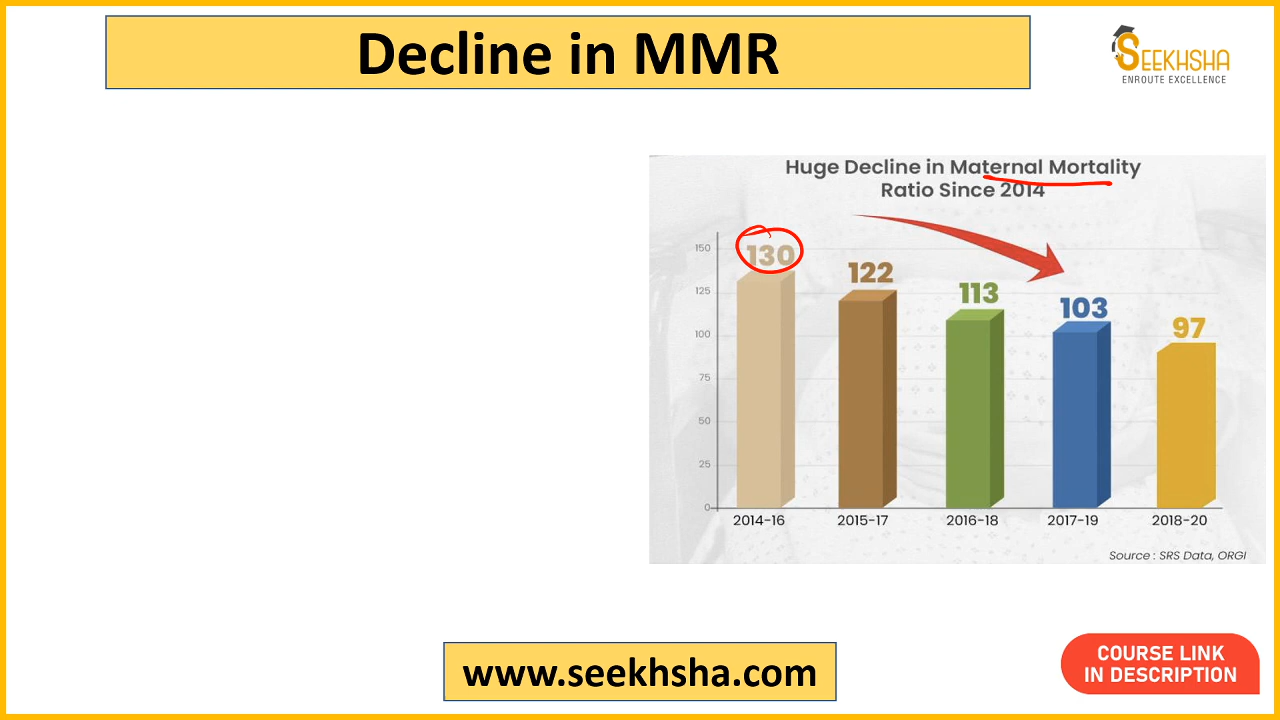 Decline in MMR
SEEKHSHA
ENROUTE EXCELLENCE
Huge Decline in Maternal Mortality
Ratio Since 2014
150
125
100
75
50
25
0
130
122
113
103
97
2014-16
2015-17
2016-18
2017-19
2018-20
Source : SRS Data, ORGI
www.seekhsha.com
COURSE LINK
IN DESCRIPTION